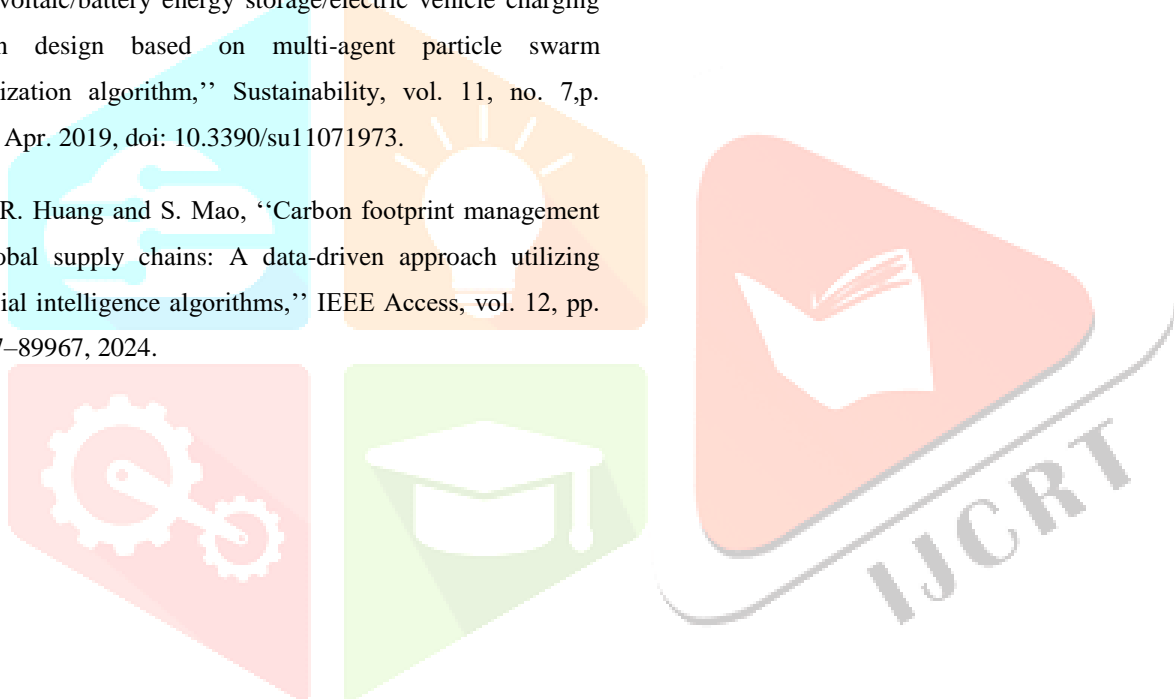 voltaic/battery energy storage/electric vehicle charging
design based on multi-agent particle swarm
ization algorithm,’’ Sustainability, vol. 11, no. 7,p.
Apr. 2019, doi: 10.3390/su11071973.
R. Huang and S. Mao, ‘‘Carbon footprint management
obal supply chains: A data-driven approach utilizing
ial intelligence algorithms,’’ IEEE Access, vol. 12, pp.
–89967, 2024.
IJCRT